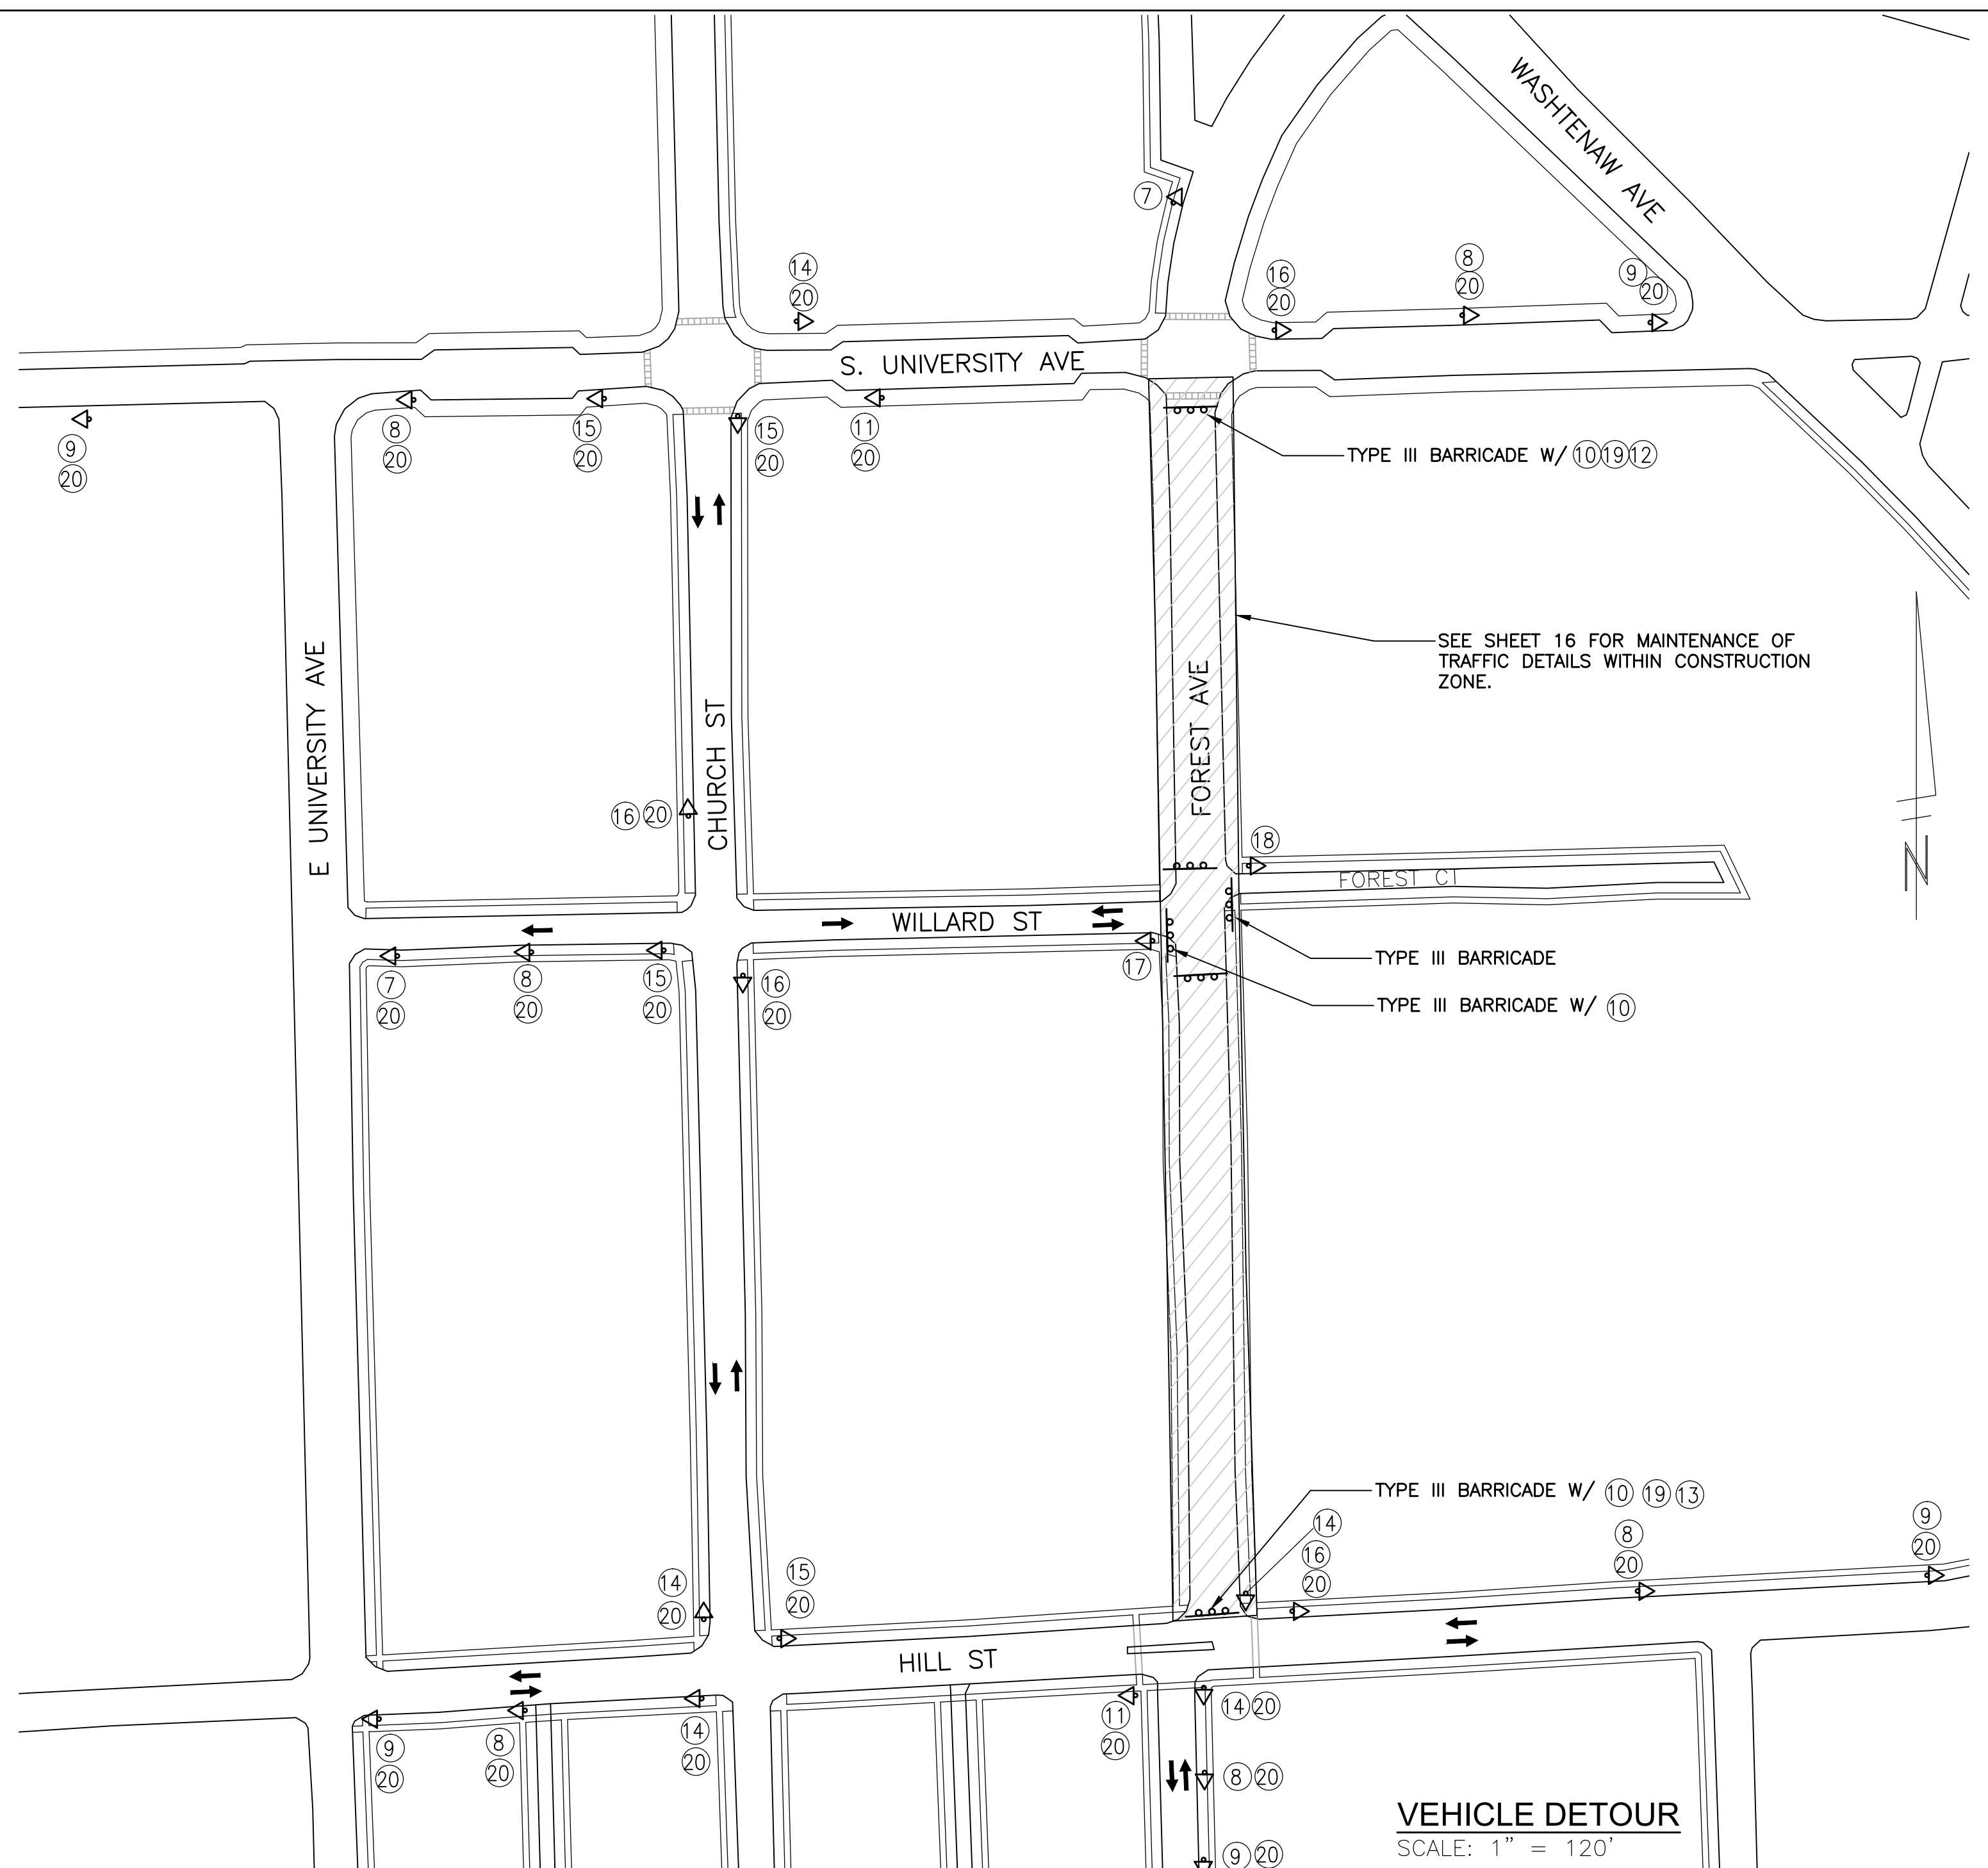 WASHTENAW AVE
7
14
20
16
20
8
20
9
20
S. UNIVERSITY AVE
9
20
8
20
15
20
15
20
11
20
TYPE III BARRICADE W/ 10 19 12
SEE SHEET 16 FOR MAINTENANCE OF
TRAFFIC DETAILS WITHIN CONSTRUCTION
ZONE.
E UNIVERSITY AVE
CHURCH ST
FOREST AVE
16 20
18
FOREST CT
WILLARD ST
N
17
TYPE III BARRICADE
7
20
8
20
15
20
16
20
TYPE III BARRICADE W/ 10
TYPE III BARRICADE W/ 10 19 13
14
16
20
8
20
9
20
14
20
15
20
HILL ST
9
20
8
20
14
20
11
20
14 20
8 20
9 20
VEHICLE DETOUR
SCALE: 1" = 120'